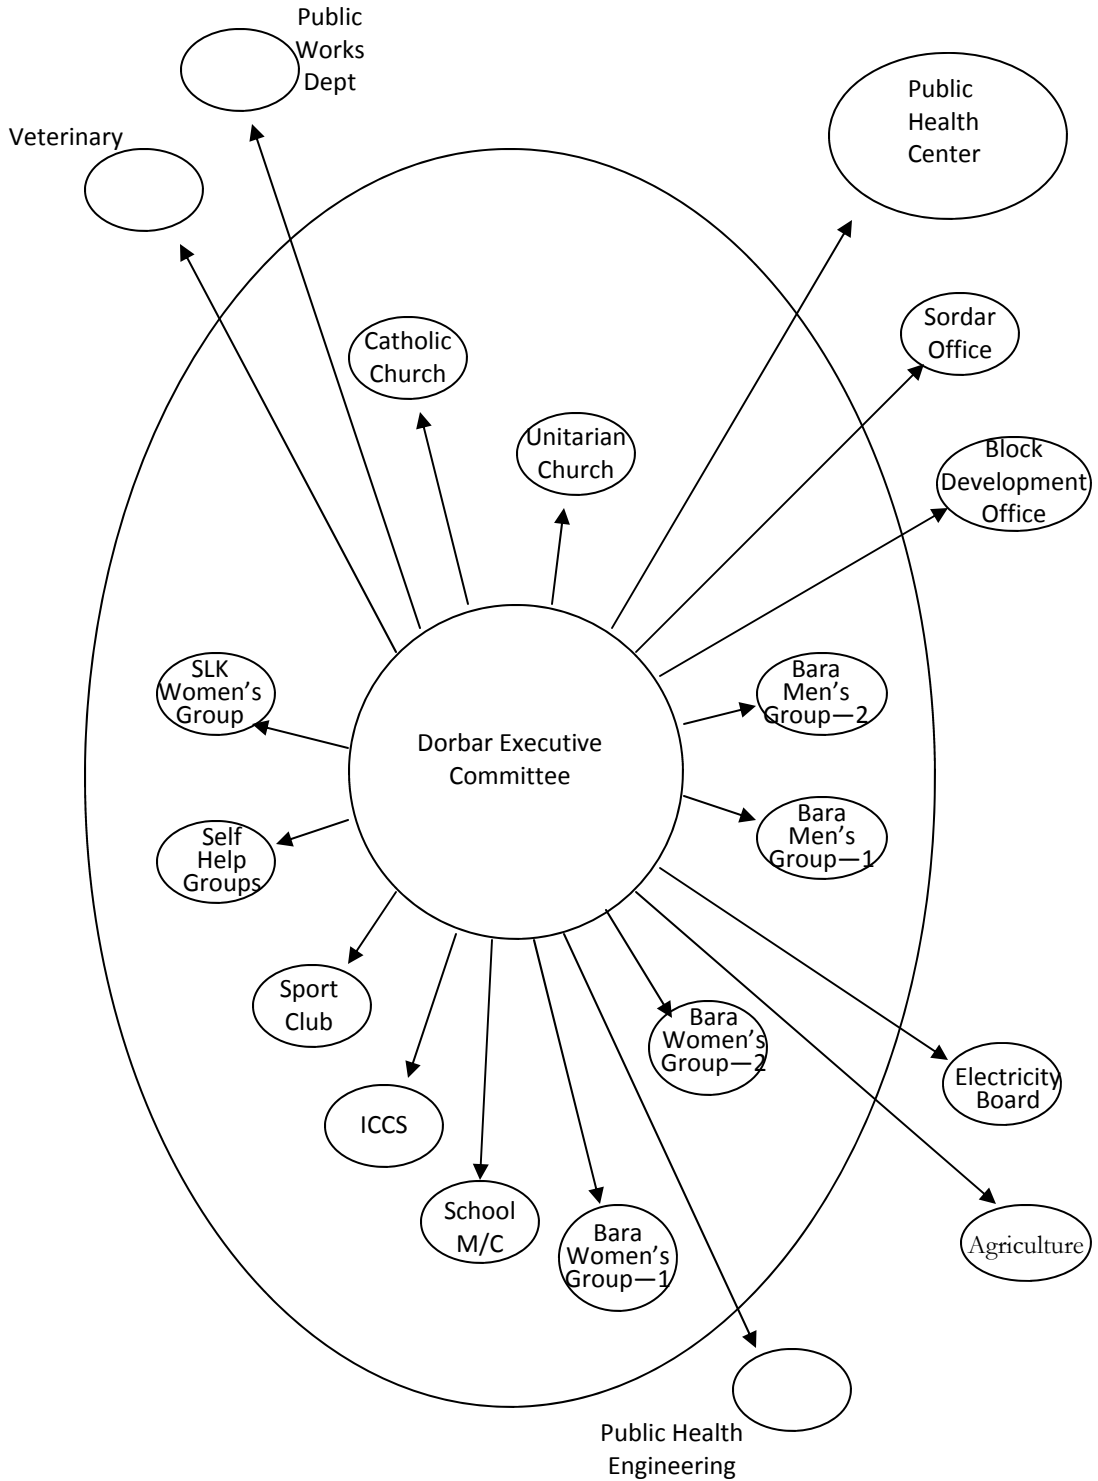 Public
Works
Dept
Public
Health
Center
Veterinary
Sordar
Office
Catholic
Church
Unitarian
Church
Block
Development
Office
SLK
Women’s
Group
Bara
Men’s
Group—2
Dorbar Executive
Committee
Self
Help
Groups
Bara
Men’s
Group—1
Sport
Club
Bara
Women’s
Group—2
Electricity
Board
ICCS
School
M/C
Bara
Women’s
Group—1
Agriculture
Public Health
Engineering